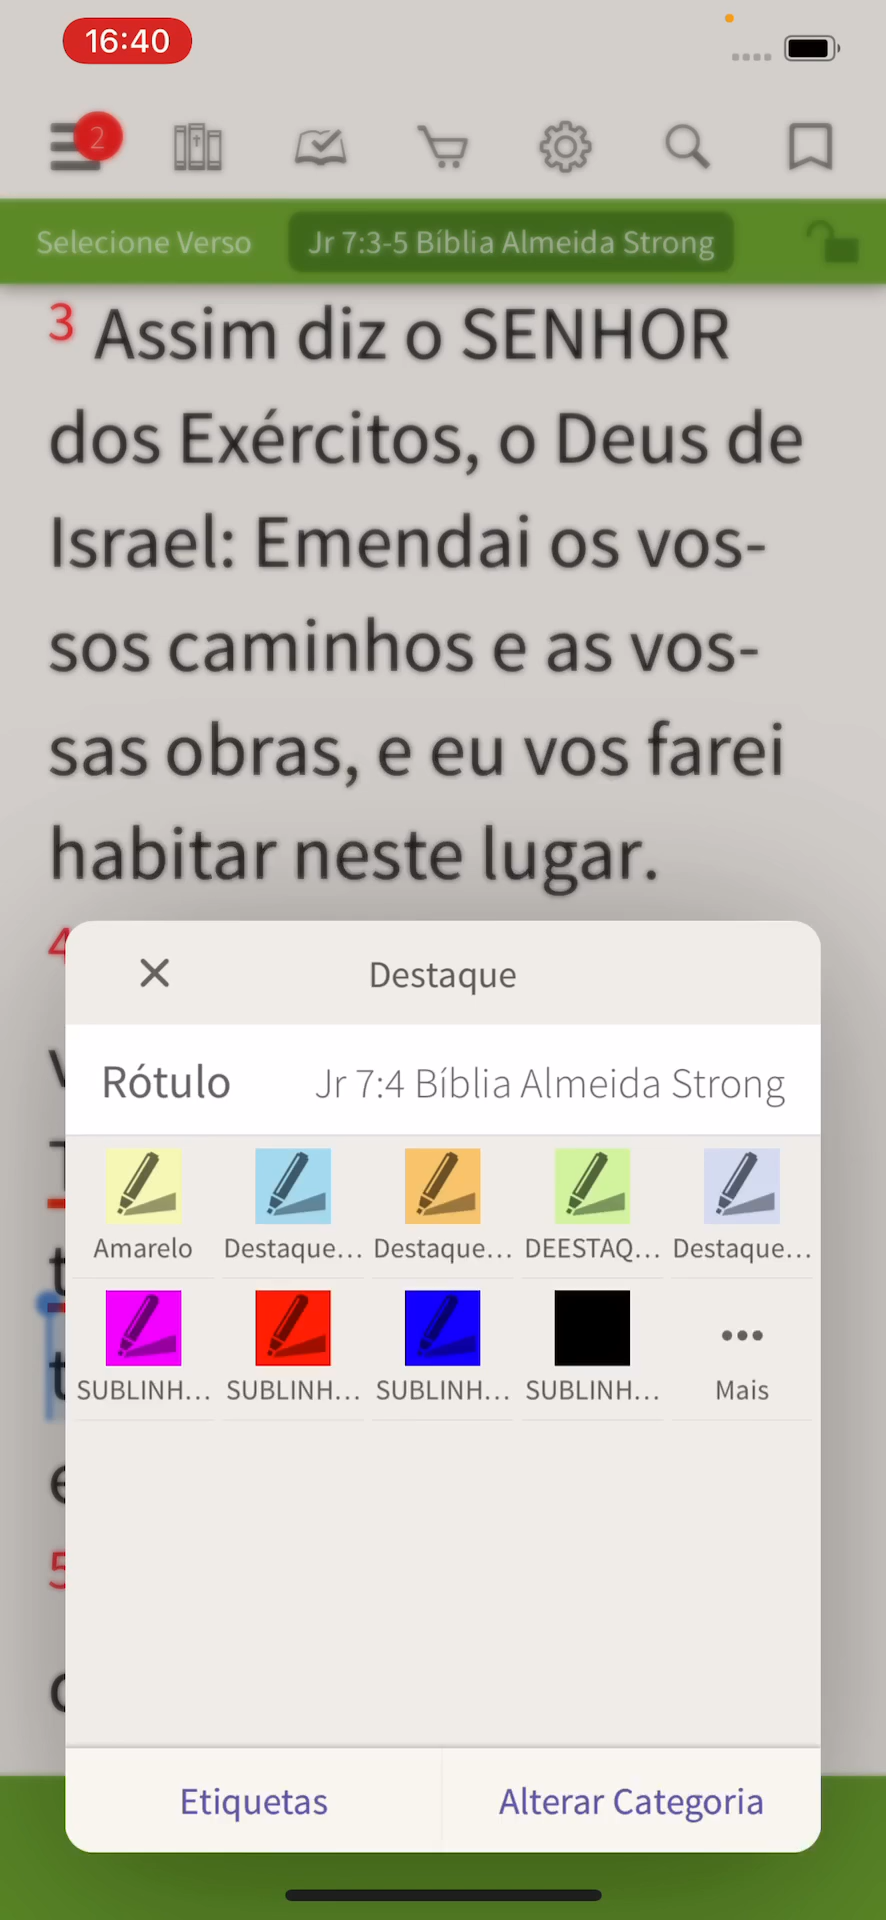 16:40
2
Selecione Verso
Jr 7:3-5 Bíblia Almeida Strong
3 Assim diz o SENHOR
dos Exércitos, o Deus de
Israel: Emendai os vos-
sos caminhos e as vos-
sas obras, e eu vos farei
habitar neste lugar.
4
Destaque
Rótulo
Jr 7:4 Bíblia Almeida Strong
Amarelo
Destaque...
Destaque...
DEESTAQ...
Destaque...
SUBLINH...
SUBLINH...
SUBLINH...
SUBLINH...
Mais
5
Etiquetas
Alterar Categoria